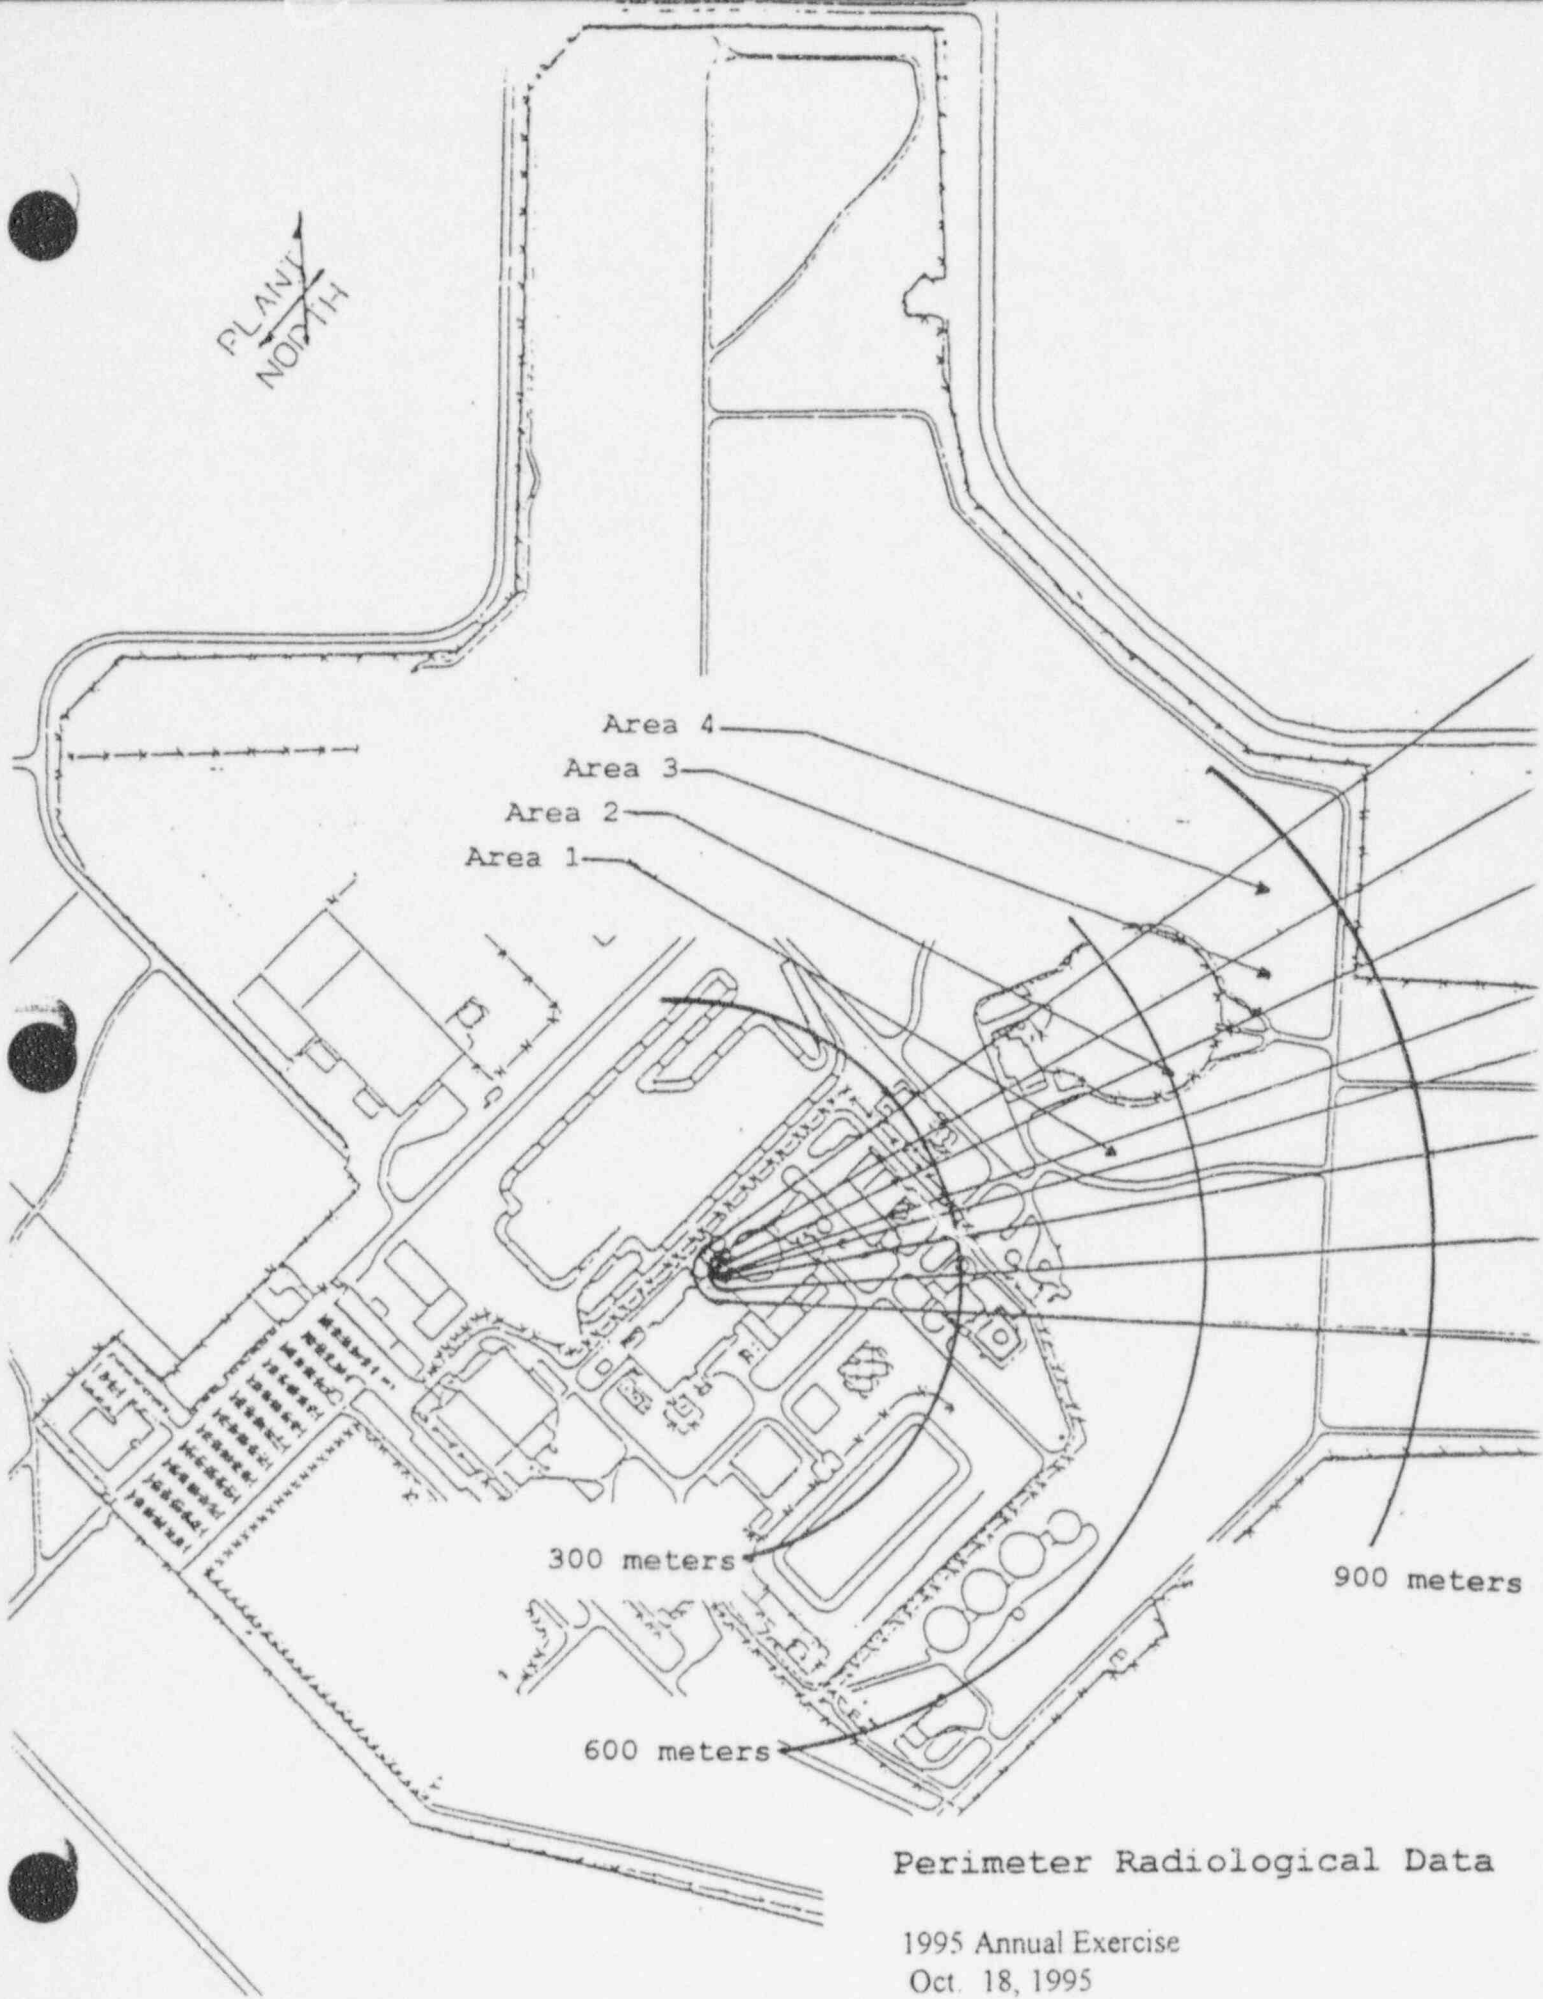 PLANT
NORTH
Area 4
Area 3
Area 2
Area 1
300 meters
900 meters
600 meters
Perimeter Radiological Data
1995 Annual Exercise
Oct. 18, 1995